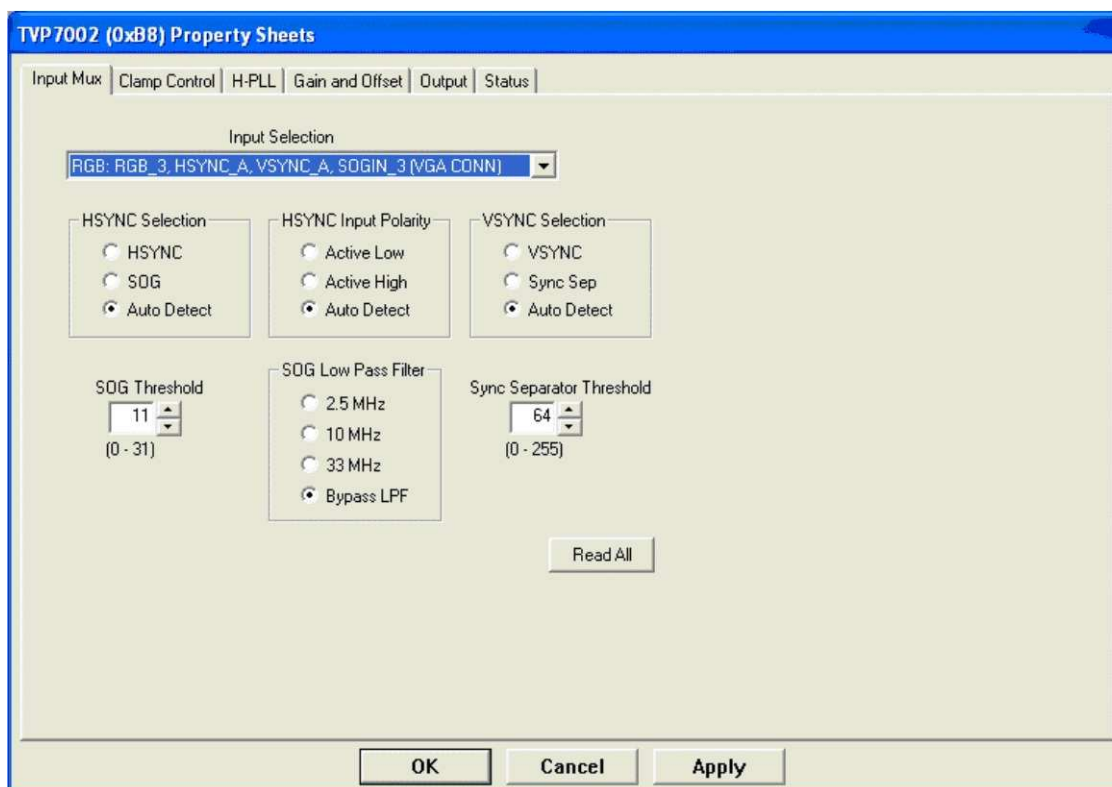 TVP7002 (0xB8) Property Sheets
Input Mux Clamp Control H-PLL Gain and Offset Output Status
Input Selection
RGB: RGB_3, HSYNC_A, VSYNC_A, SOGIN_3 (VGA CONN)
HSYNC Selection
HSYNC
SOG
Auto Detect
HSYNC Input Polarity
Active Low
Active High
Auto Detect
VSYNC Selection
VSYNC
Sync Sep
Auto Detect
SOG Threshold
11
(0 - 31)
SOG Low Pass Filter
2.5 MHz
10 MHz
33 MHz
Bypass LPF
Sync Separator Threshold
64
(0 - 255)
Read All
OK Cancel Apply